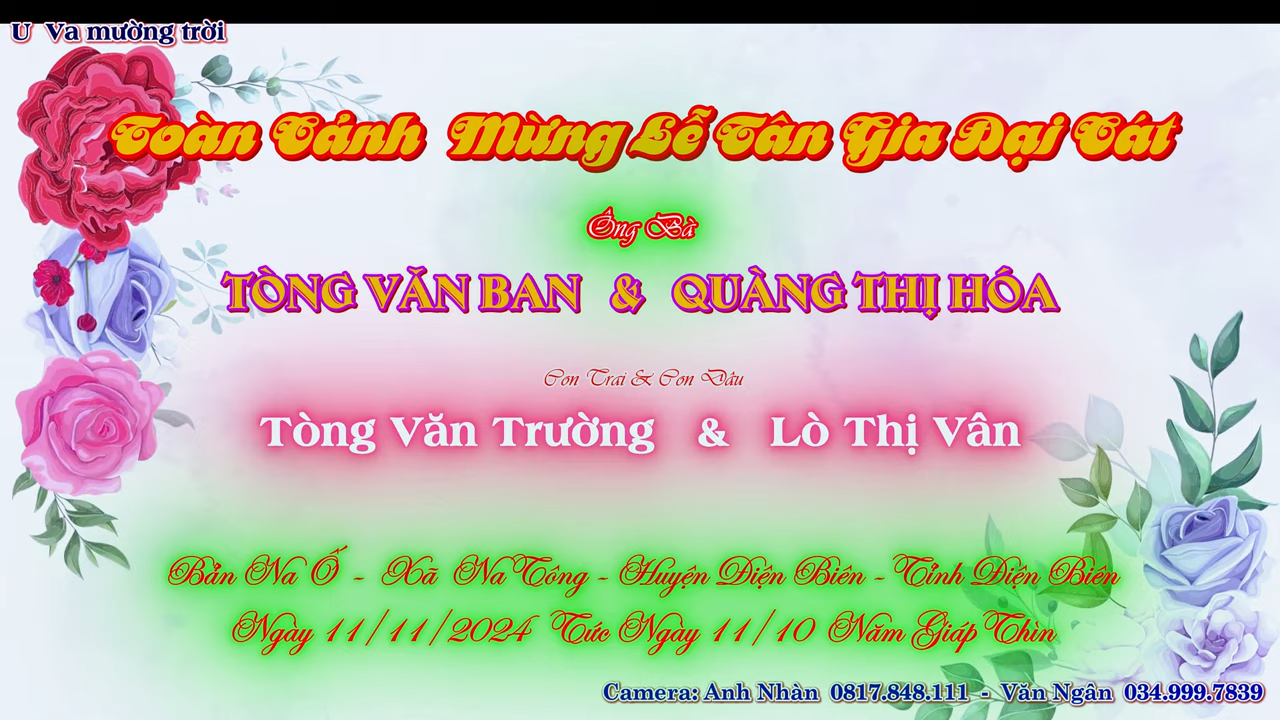 U Va mường trời
Toàn Cảnh Mừng Lễ Tân Gia Đại Cát
Ông Bà
TÒNG VĂN BAN & QUÀNG THỊ HÓA
Con Trai & Con Dâu
Tòng Văn Trường & Lò Thị Vân
Bản Na Ố - Xã Na Tông - Huyện Điện Biên - Tỉnh Điện Biên
Ngày 11/11/2024 Tức Ngày 11/10 Năm Giáp Thìn
Camera: Anh Nhàn 0817.848.111 - Văn Ngân 034.999.7839